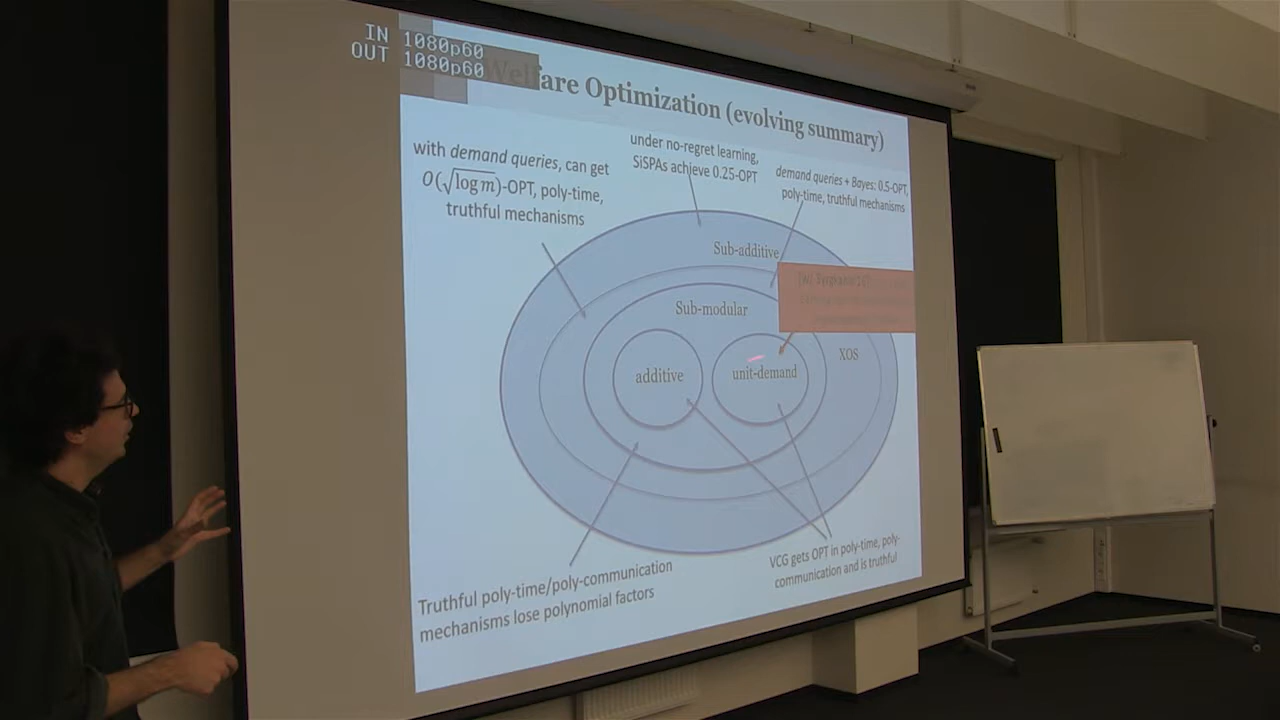 IN 1080p60
OUT 1080p60
Welfare Optimization (evolving summary)
with demand queries, can get
O(√log m)-OPT, poly-time,
truthful mechanisms
under no-regret learning,
SiSPAs achieve 0.25-OPT
demand queries + Bayes: 0.5-OPT,
poly-time, truthful mechanisms
Sub-additive
Sub-modular
XOS
additive
unit-demand
Truthful poly-time/poly-communication
mechanisms lose polynomial factors
VCG gets OPT in poly-time, poly-
communication and is truthful